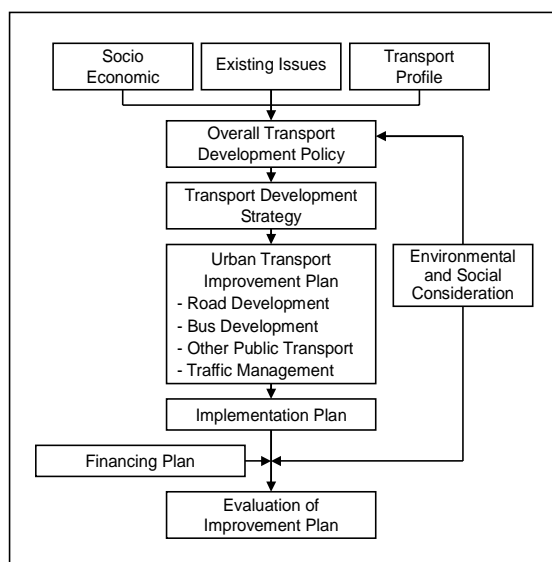 Socio
Economic
Existing Issues
Transport
Profile
Overall Transport
Development Policy
Transport Development
Strategy
Urban Transport
Improvement Plan
- Road Development
- Bus Development
- Other Public Transport
- Traffic Management
Environmental
and Social
Consideration
Implementation Plan
Financing Plan
Evaluation of
Improvement Plan